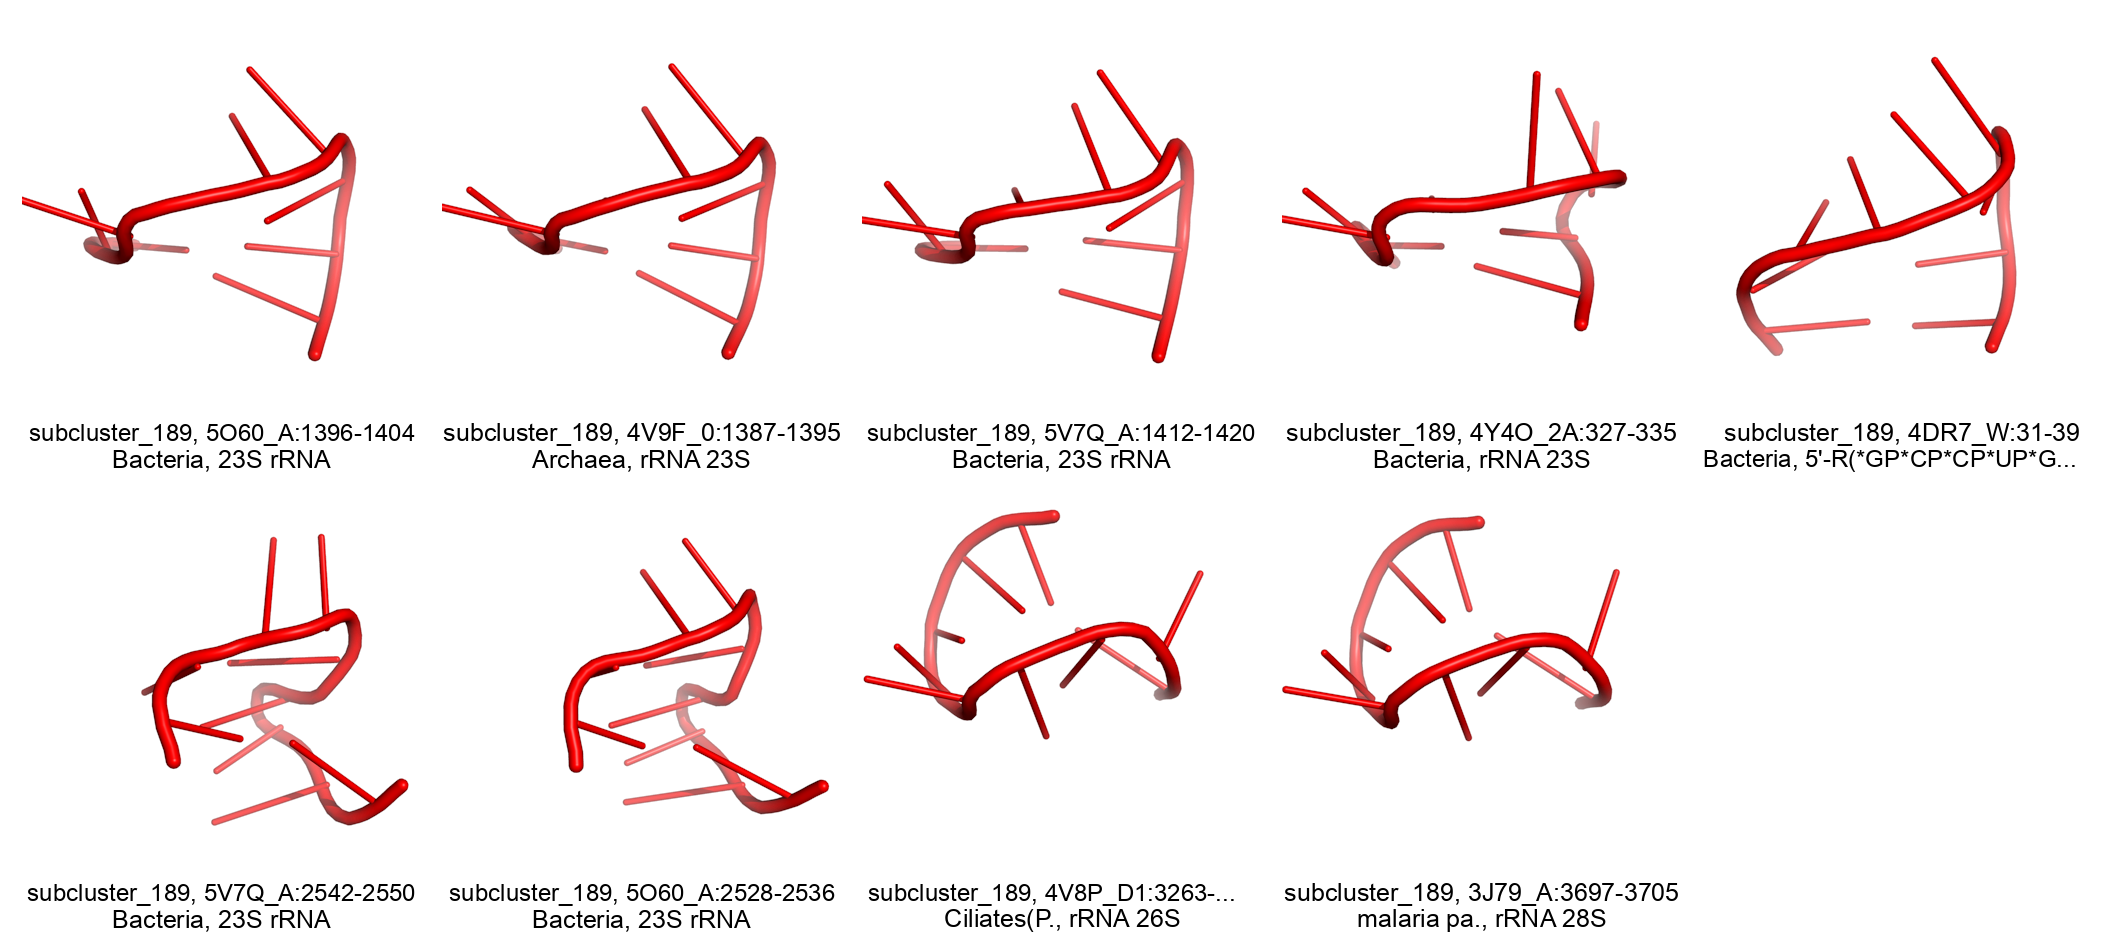 subcluster_189, 5O60_A:1396-1404
Bacteria, 23S rRNA
subcluster_189, 4V9F_0:1387-1395
Archaea, rRNA 23S
subcluster_189, 5V7Q_A:1412-1420
Bacteria, 23S rRNA
subcluster_189, 4Y4O_2A:327-335
Bacteria, rRNA 23S
subcluster_189, 4DR7_W:31-39
Bacteria, 5'-R(*GP*CP*CP*UP*G...
subcluster_189, 5V7Q_A:2542-2550
Bacteria, 23S rRNA
subcluster_189, 5O60_A:2528-2536
Bacteria, 23S rRNA
subcluster_189, 4V8P_D1:3263-...
Ciliates(P., rRNA 26S
subcluster_189, 3J79_A:3697-3705
malaria pa., rRNA 28S